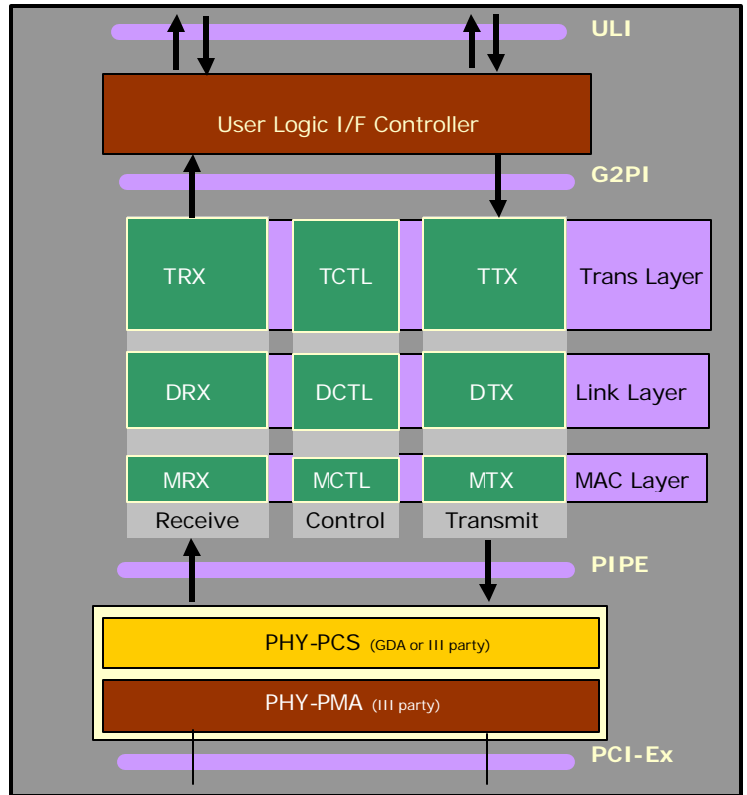 ULI
User Logic I/F Controller
G2PI
TRX TCTL TTX Trans Layer
DRX DCTL DTX Link Layer
MRX MCTL MTX MAC Layer
Receive Control Transmit
PIPE
PHY-PCS (GDA or III party)
PHY-PMA (III party)
PCI-Ex